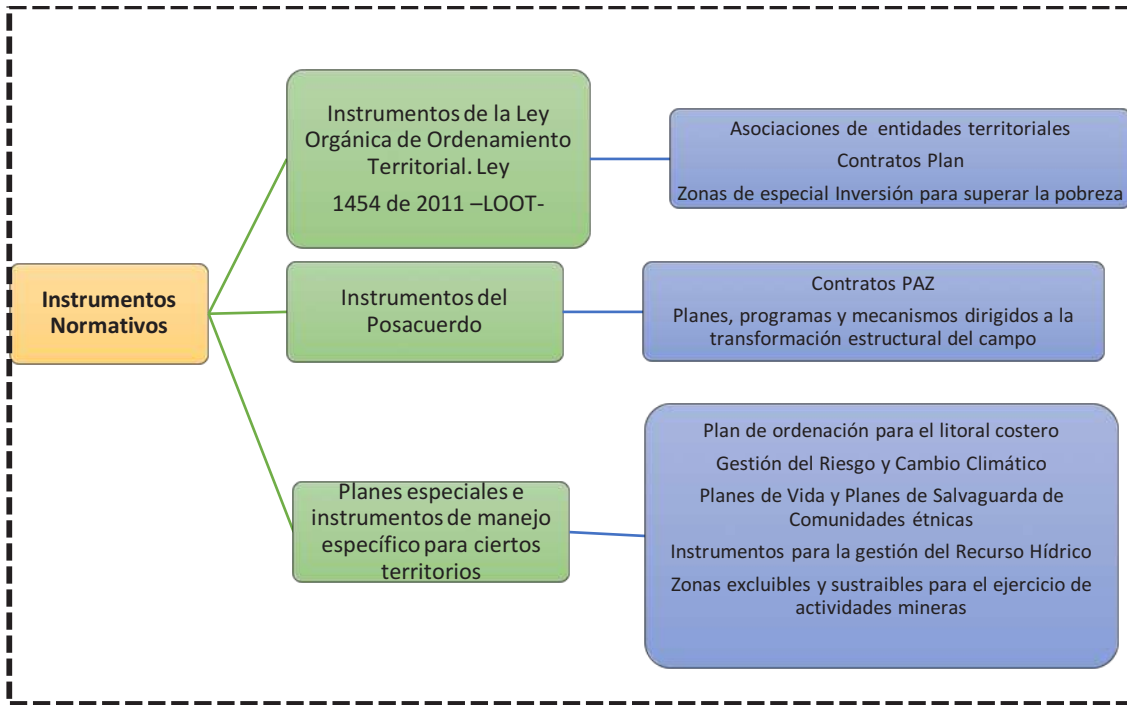 Instrumentos
Normativos
Instrumentos de la Ley
Orgánica de Ordenamiento
Territorial. Ley
1454 de 2011 –LOOT-
Asociaciones de entidades territoriales
Contratos Plan
Zonas de especial Inversión para superar la pobreza
Instrumentos del
Posacuerdo
Contratos PAZ
Planes, programas y mecanismos dirigidos a la
transformación estructural del campo
Planes especiales e
instrumentos de manejo
específico para ciertos
territorios
Plan de ordenación para el litoral costero
Gestión del Riesgo y Cambio Climático
Planes de Vida y Planes de Salvaguarda de
Comunidades étnicas
Instrumentos para la gestión del Recurso Hídrico
Zonas excluibles y sustraibles para el ejercicio de
actividades mineras